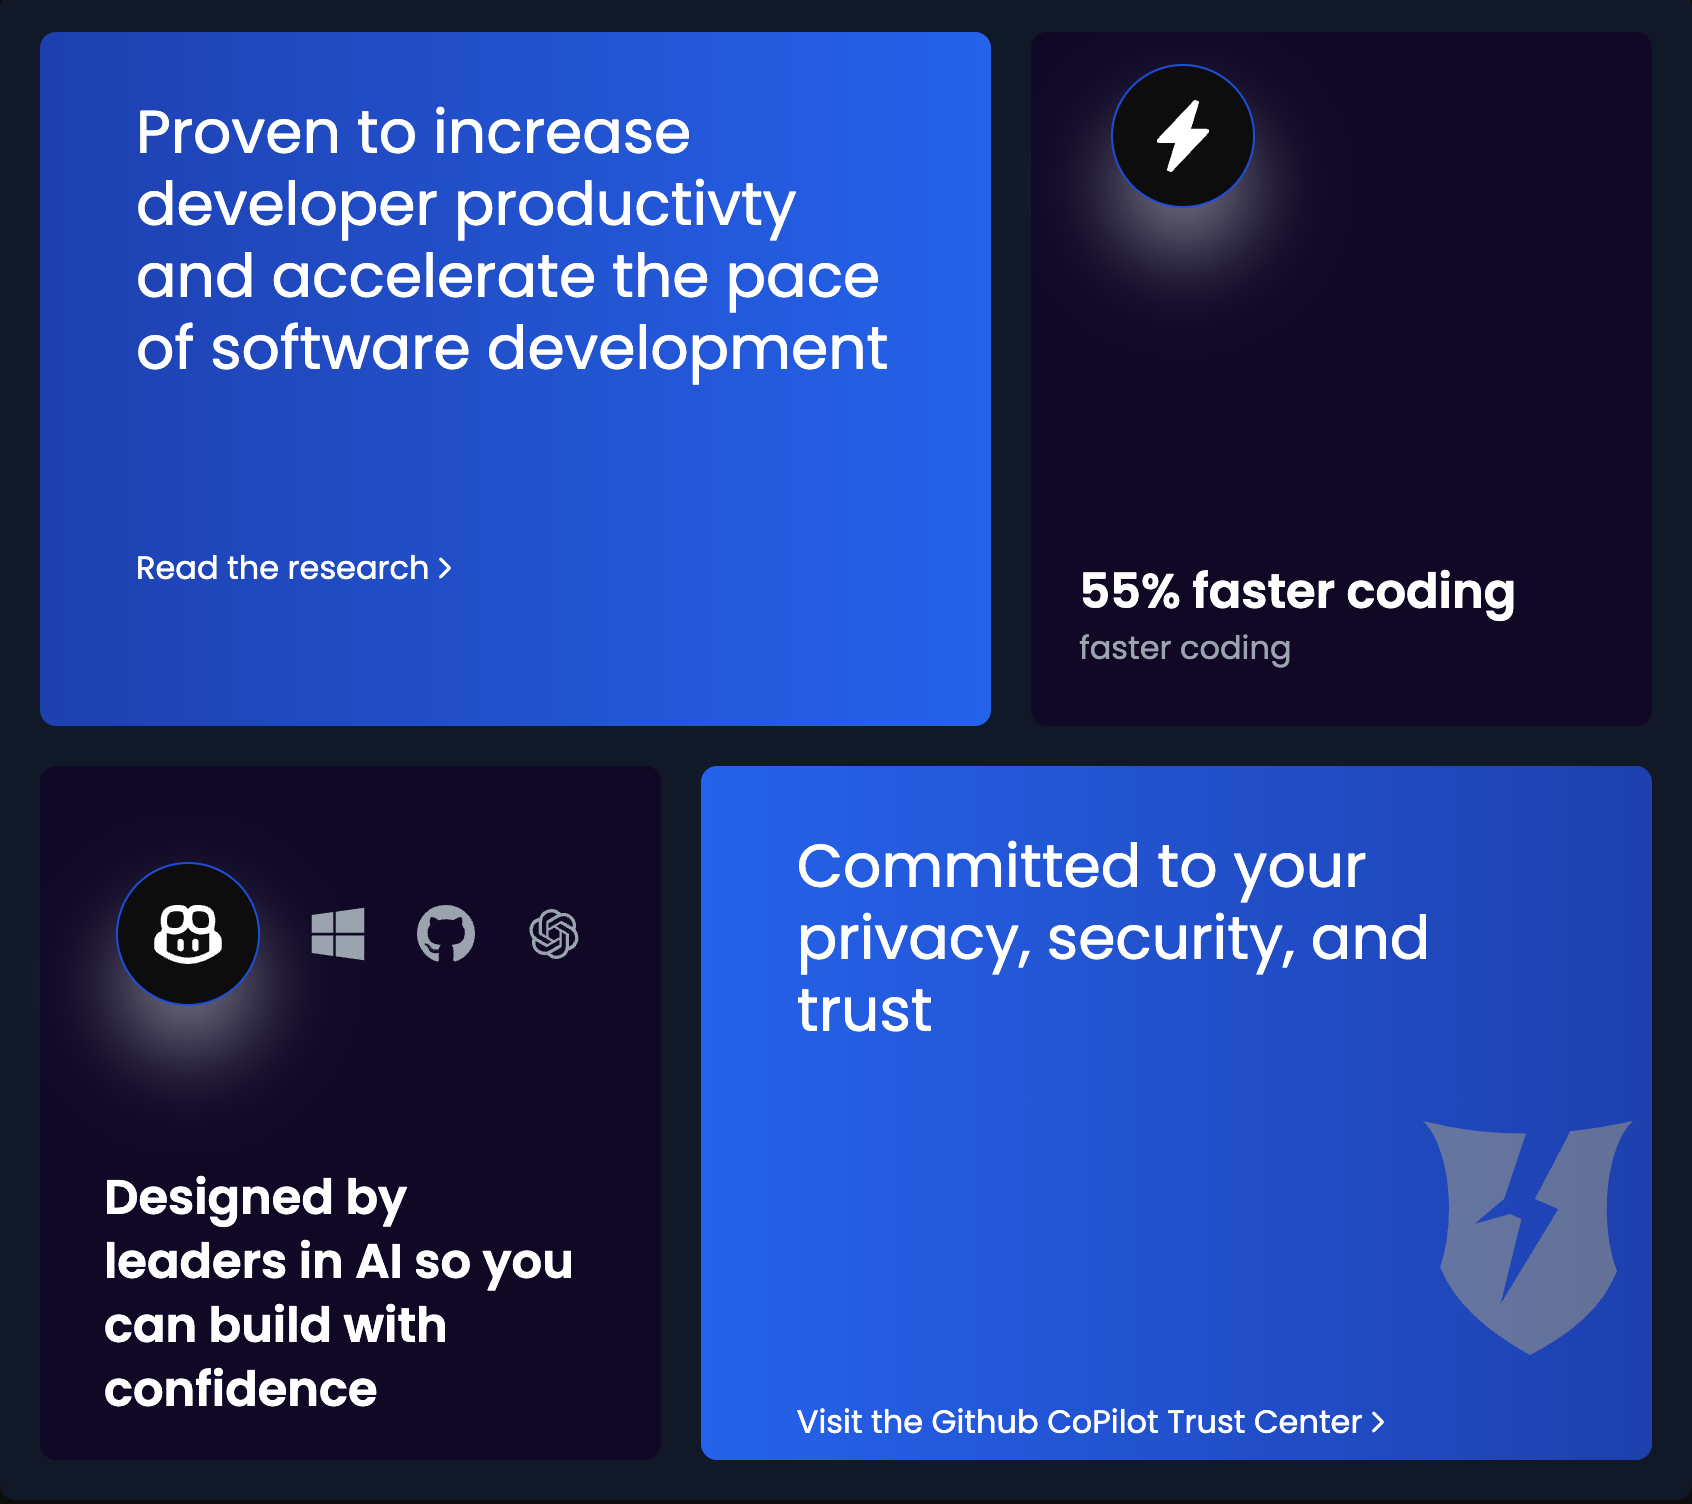 Proven to increase
developer productivty
and accelerate the pace
of software development
Read the research
55% faster coding
faster coding
Designed by
leaders in AI so you
can build with
confidence
Committed to your
privacy, security, and
trust
Visit the Github CoPilot Trust Center